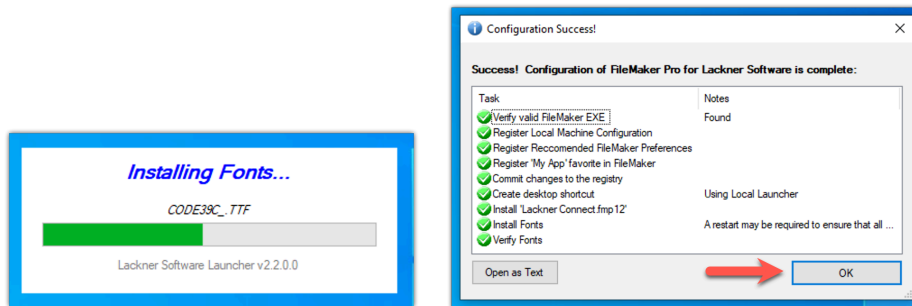 Installing Fonts...
CODE39C_.TTF
Lackner Software Launcher v2.2.0.0
Configuration Success!
Success! Configuration of FileMaker Pro for Lackner Software is complete:
Task Notes
Verify valid FileMaker EXE Found
Register Local Machine Configuration
Register Reccomended FileMaker Preferences
Register 'My App' favorite in FileMaker
Commit changes to the registry
Create desktop shortcut Using Local Launcher
Install 'Lackner Connect.fmp12'
Install Fonts A restart may be required to ensure that all ...
Verify Fonts
Open as Text OK